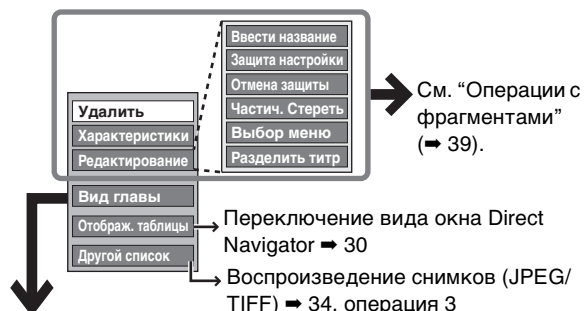 Ввести название
Защита настройки
Отмена защиты
Частич. Стереть
Выбор меню
Разделить титр
См. “Операции с
фрагментами”
(➡ 39).
Удалить
Характеристики
Редактирование
Вид главы
Отображ. таблицы
Другой список
Переключение вида окна Direct
Navigator ➡ 30
Воспроизведение снимков (JPEG/
TIFF) ➡ 34, операция 3